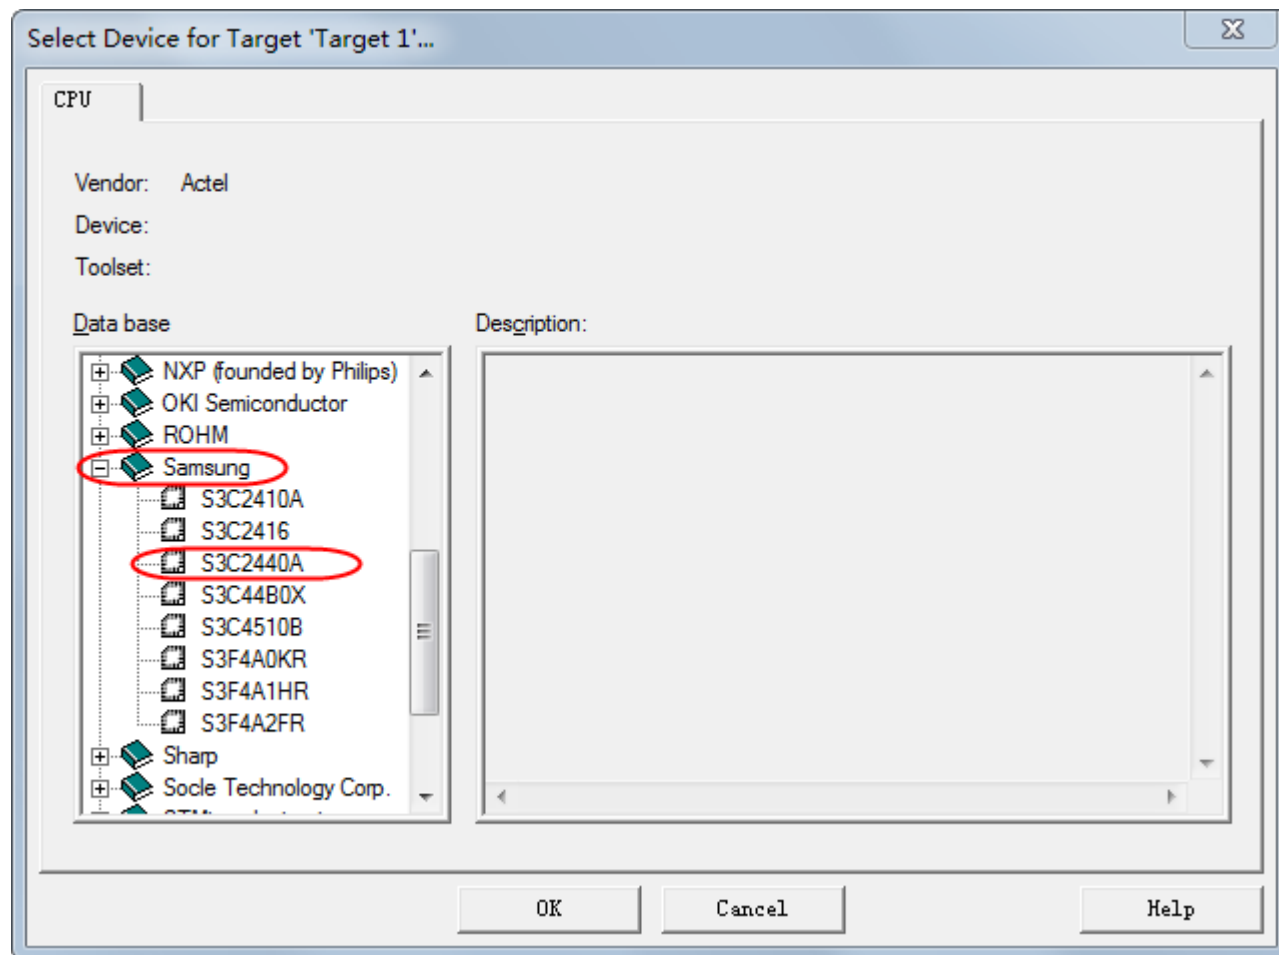 Select Device for Target 'Target 1'...
CPU
Vendor: Actel
Device:
Toolset:
Data base
Description:
NXP (founded by Philips)
OKI Semiconductor
ROHM
Samsung
S3C2410A
S3C2416
S3C2440A
S3C44B0X
S3C4510B
S3F4A0KR
S3F4A1HR
S3F4A2FR
Sharp
Socle Technology Corp.
OK
Cancel
Help